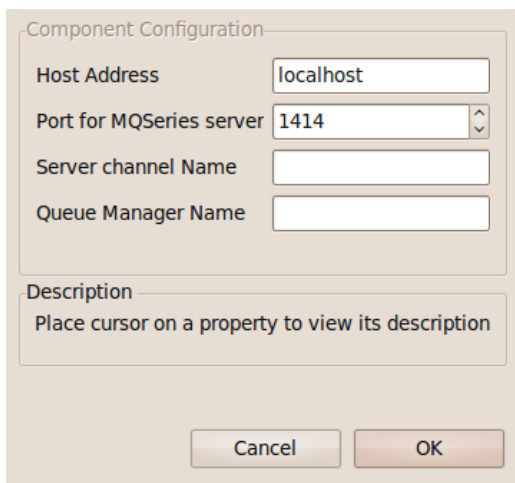 Component Configuration
Host Address localhost
Port for MQSeries server 1414
Server channel Name
Queue Manager Name
Description
Place cursor on a property to view its description
Cancel OK